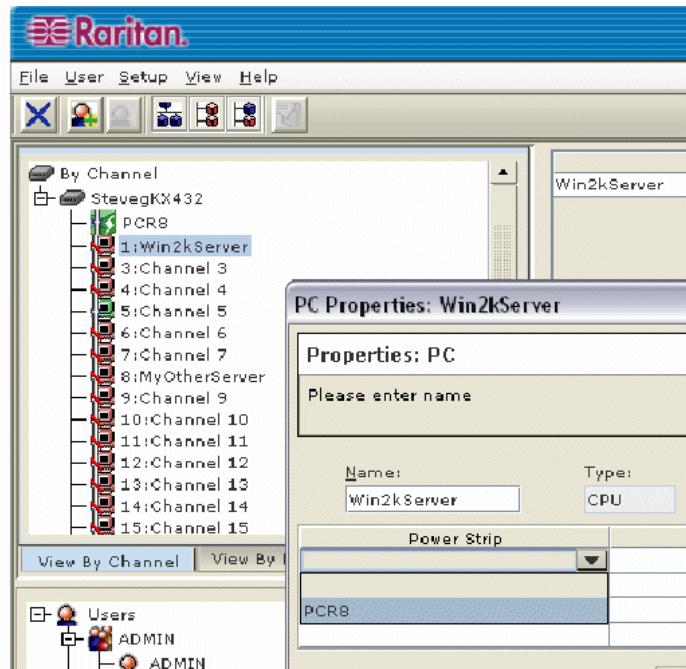 Raritan.
File User Setup View Help
By Channel
StevegKX432
PCR8
1:Win2kServer
3:Channel 3
4:Channel 4
5:Channel 5
6:Channel 6
7:Channel 7
8:MyOtherServer
9:Channel 9
10:Channel 10
11:Channel 11
12:Channel 12
13:Channel 13
14:Channel 14
15:Channel 15
View By Channel View By
Users
ADMIN
ADMIN
Win2kServer
PC Properties: Win2kServer
Properties: PC
Please enter name
Name: Type:
Win2kServer CPU
Power Strip
PCR8